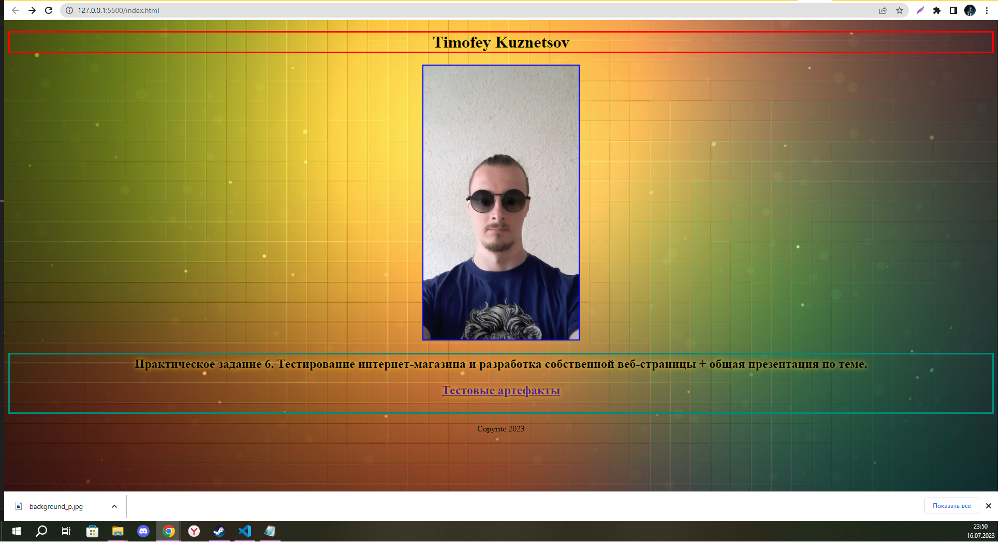 127.0.0.1:5500/index.html
Timofey Kuznetsov
Практическое задание 6. Тестирование интернет-магазина и разработка собственной веб-страницы + общая презентация по теме.
Тестовые артефакты
Copyrite 2023
background_p.jpg
Показать все
23:50
16.07.2023